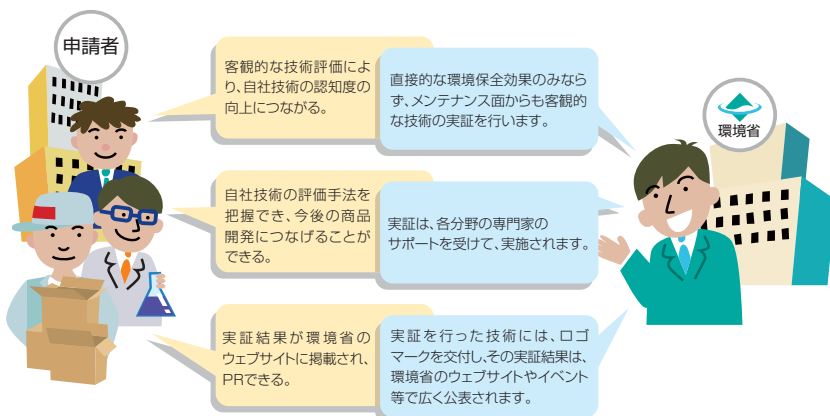 申請者
客観的な技術評価によ
り、自社技術の認知度の
向上につながる。
直接的な環境保全効果のみなら
ず、メンテナンス面からも客観的
な技術の実証を行います。
環境省
自社技術の評価手法を
把握でき、今後の商品
開発につなげることが
できる。
実証は、各分野の専門家の
サポートを受けて、実施されます。
実証結果が環境省の
ウェブサイトに掲載され、
PRできる。
実証を行った技術には、ロゴ
マークを交付し、その実証結果は、
環境省のウェブサイトやイベント
等で広く公表されます。